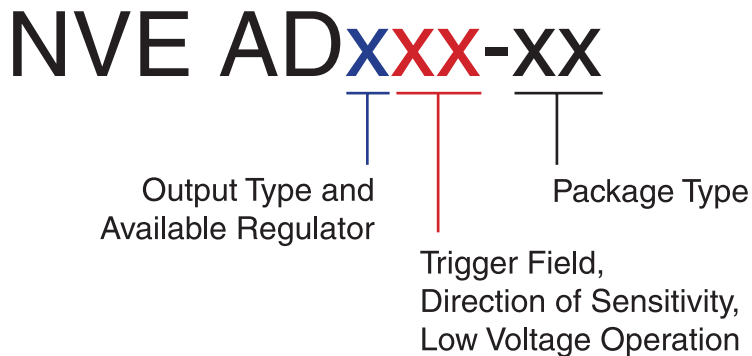 NVE ADxxx-xx
Output Type and
Available Regulator
Package Type
Trigger Field,
Direction of Sensitivity,
Low Voltage Operation